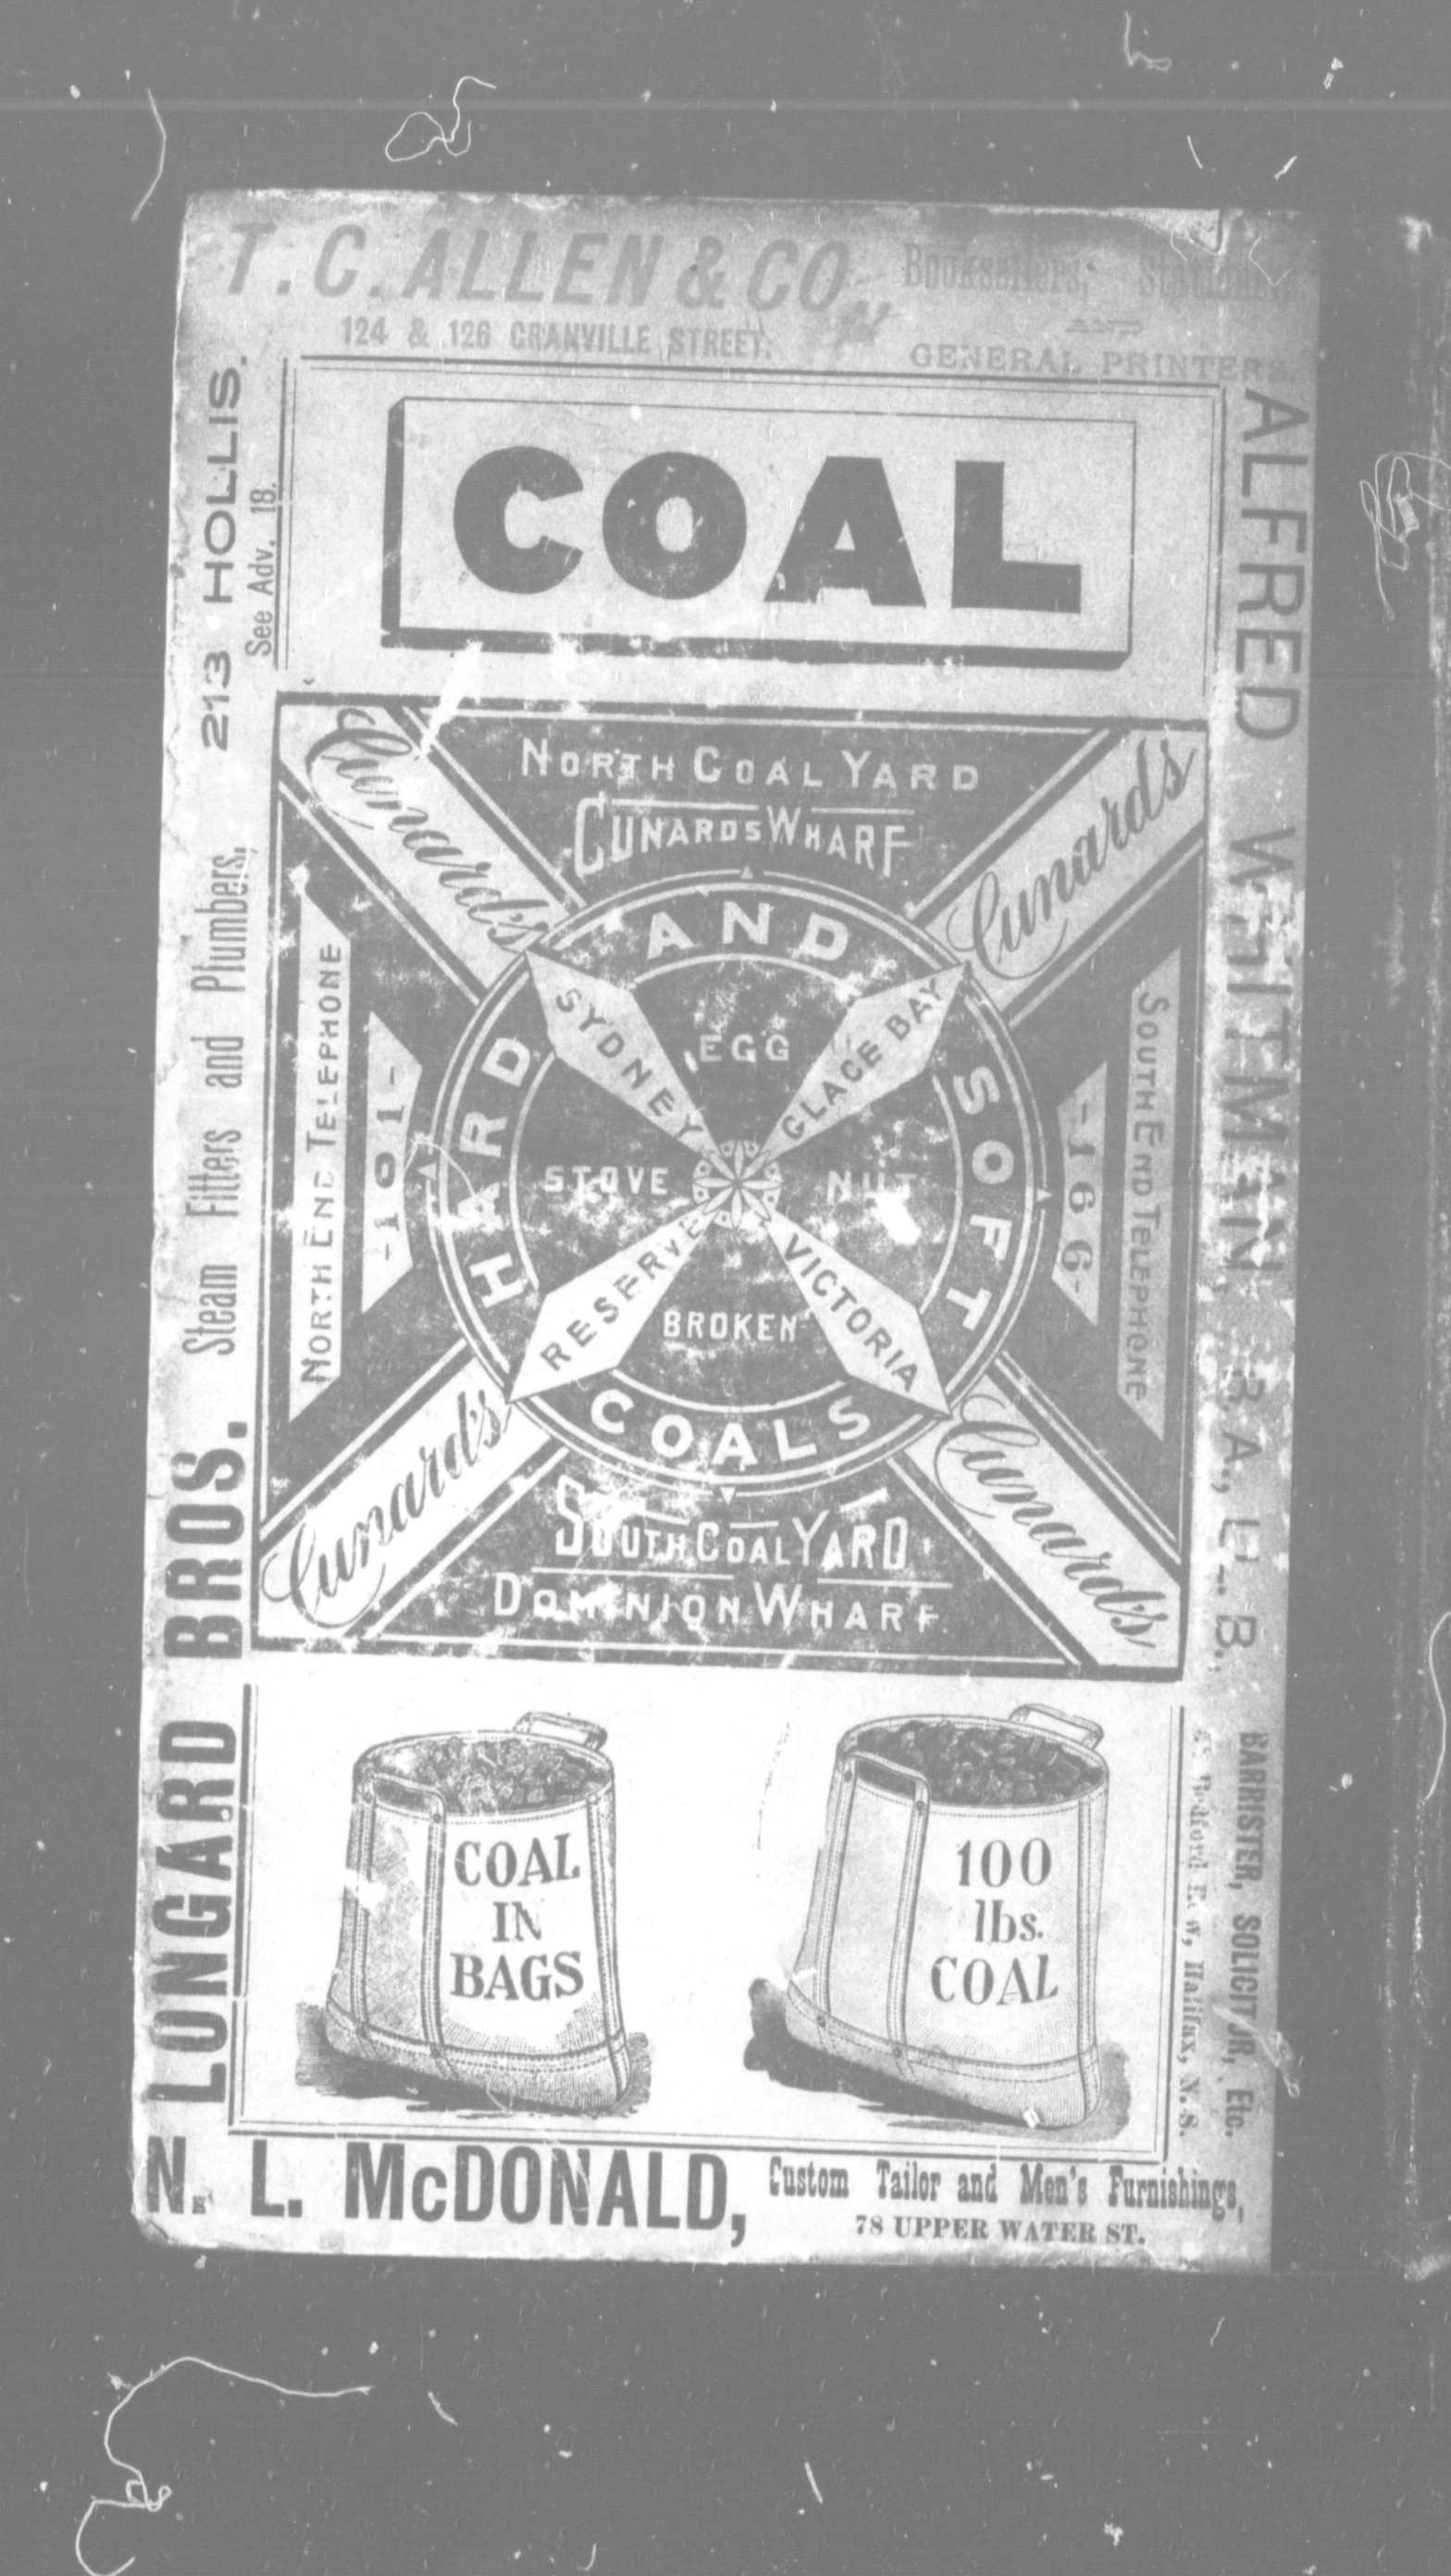 T. C. ALLEN & CO.,
Booksellers, Stationers,
AND
GENERAL PRINTERS.
124 & 126 GRANVILLE STREET.
LONGARD BROS. Steam Fitters and Plumbers, 213 HOLLIS.
See Adv. 18.
COAL
Cunard's
NORTH COAL YARD
CUNARDS WHARF
Cunard's
NORTH END TELEPHONE
-101-
HARD AND SOFT COALS
SYDNEY
EGG
GLACE BAY
STOVE
NUT
RESERVE
BROKEN
VICTORIA
-166-
SOUTH END TELEPHONE
Cunard's
SOUTH COAL YARD
DOMINION WHARF.
Cunard's
COAL
IN
BAGS
100
lbs.
COAL
ALFRED WHITMAN, B. A., L. L. B., BARRISTER, SOLICITOR, Etc.
Bedford Row, Halifax, N. S.
N. L. McDONALD,
Custom Tailor and Men's Furnishings,
78 UPPER WATER ST.